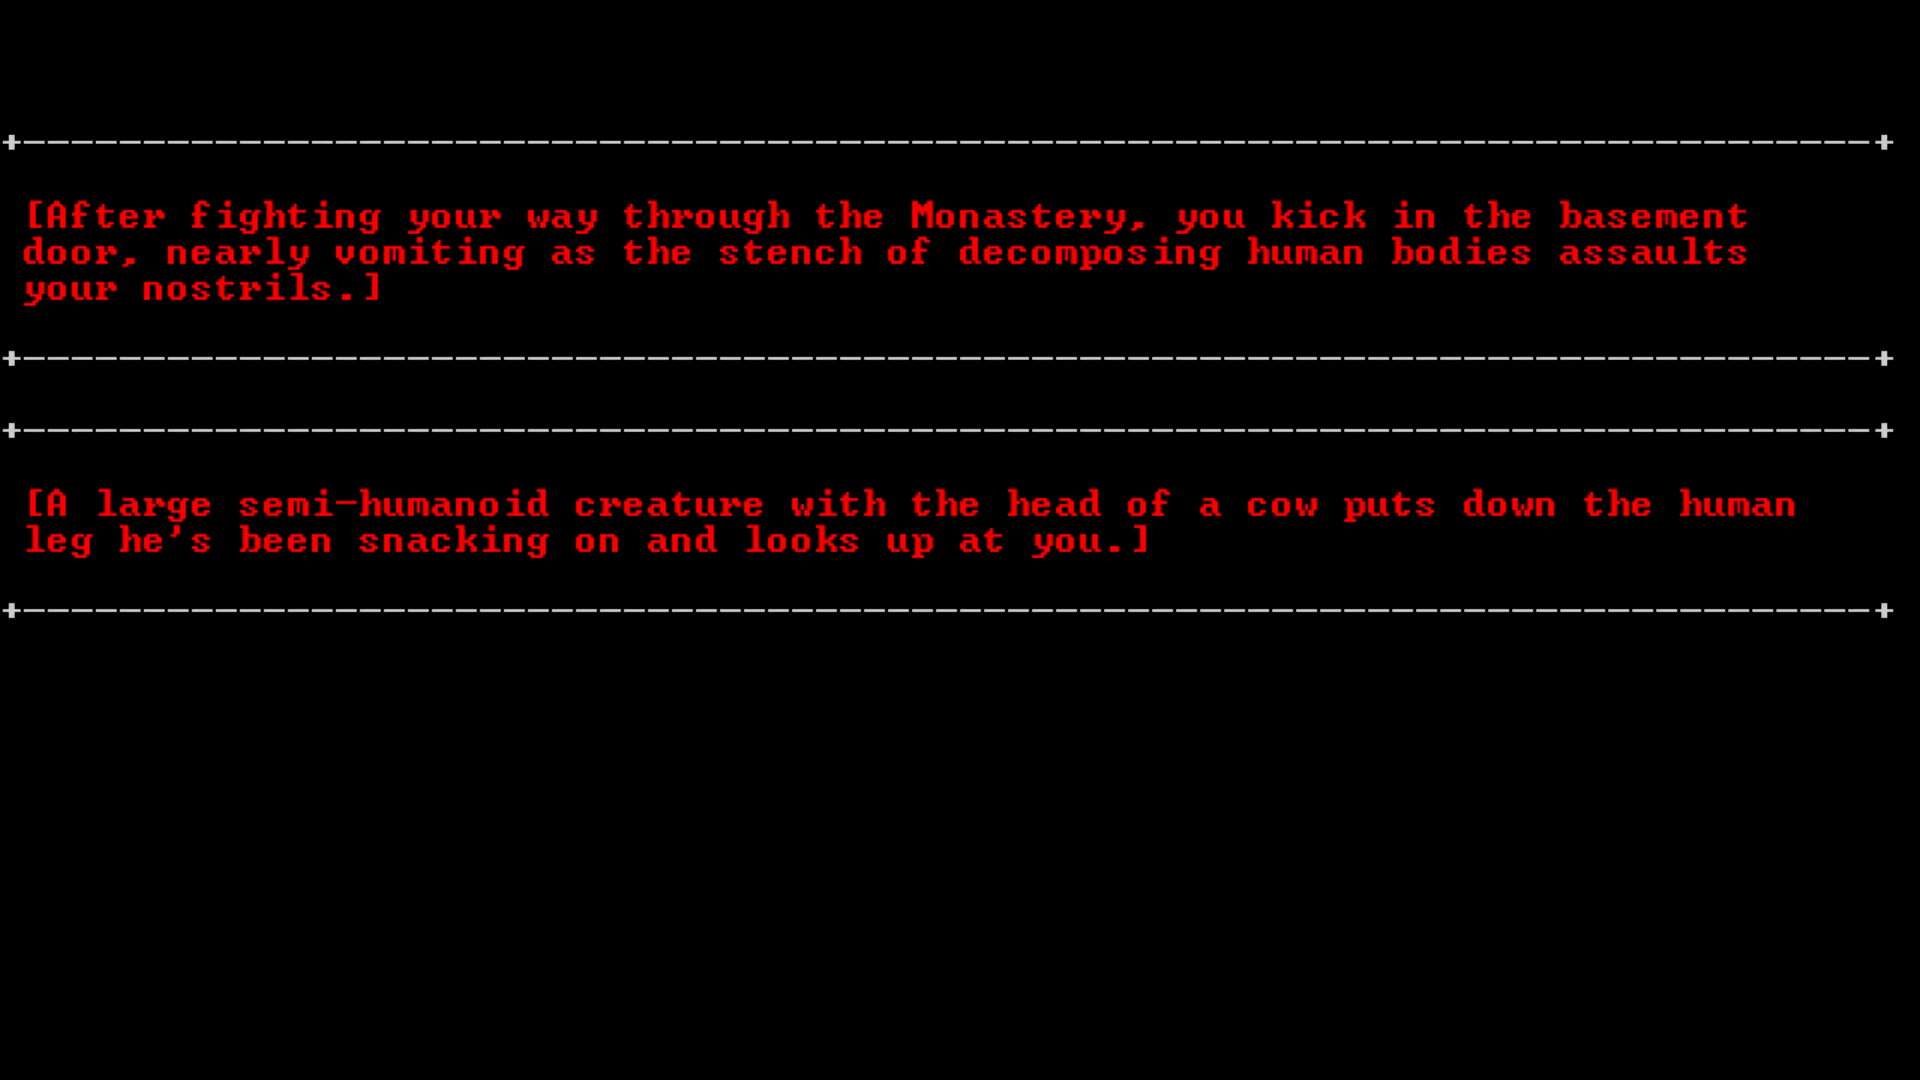 [After fighting your way through the Monastery, you kick in the basement
door, nearly vomiting as the stench of decomposing human bodies assaults
your nostrils.]
[A large semi-humanoid creature with the head of a cow puts down the human
leg he's been snacking on and looks up at you.]